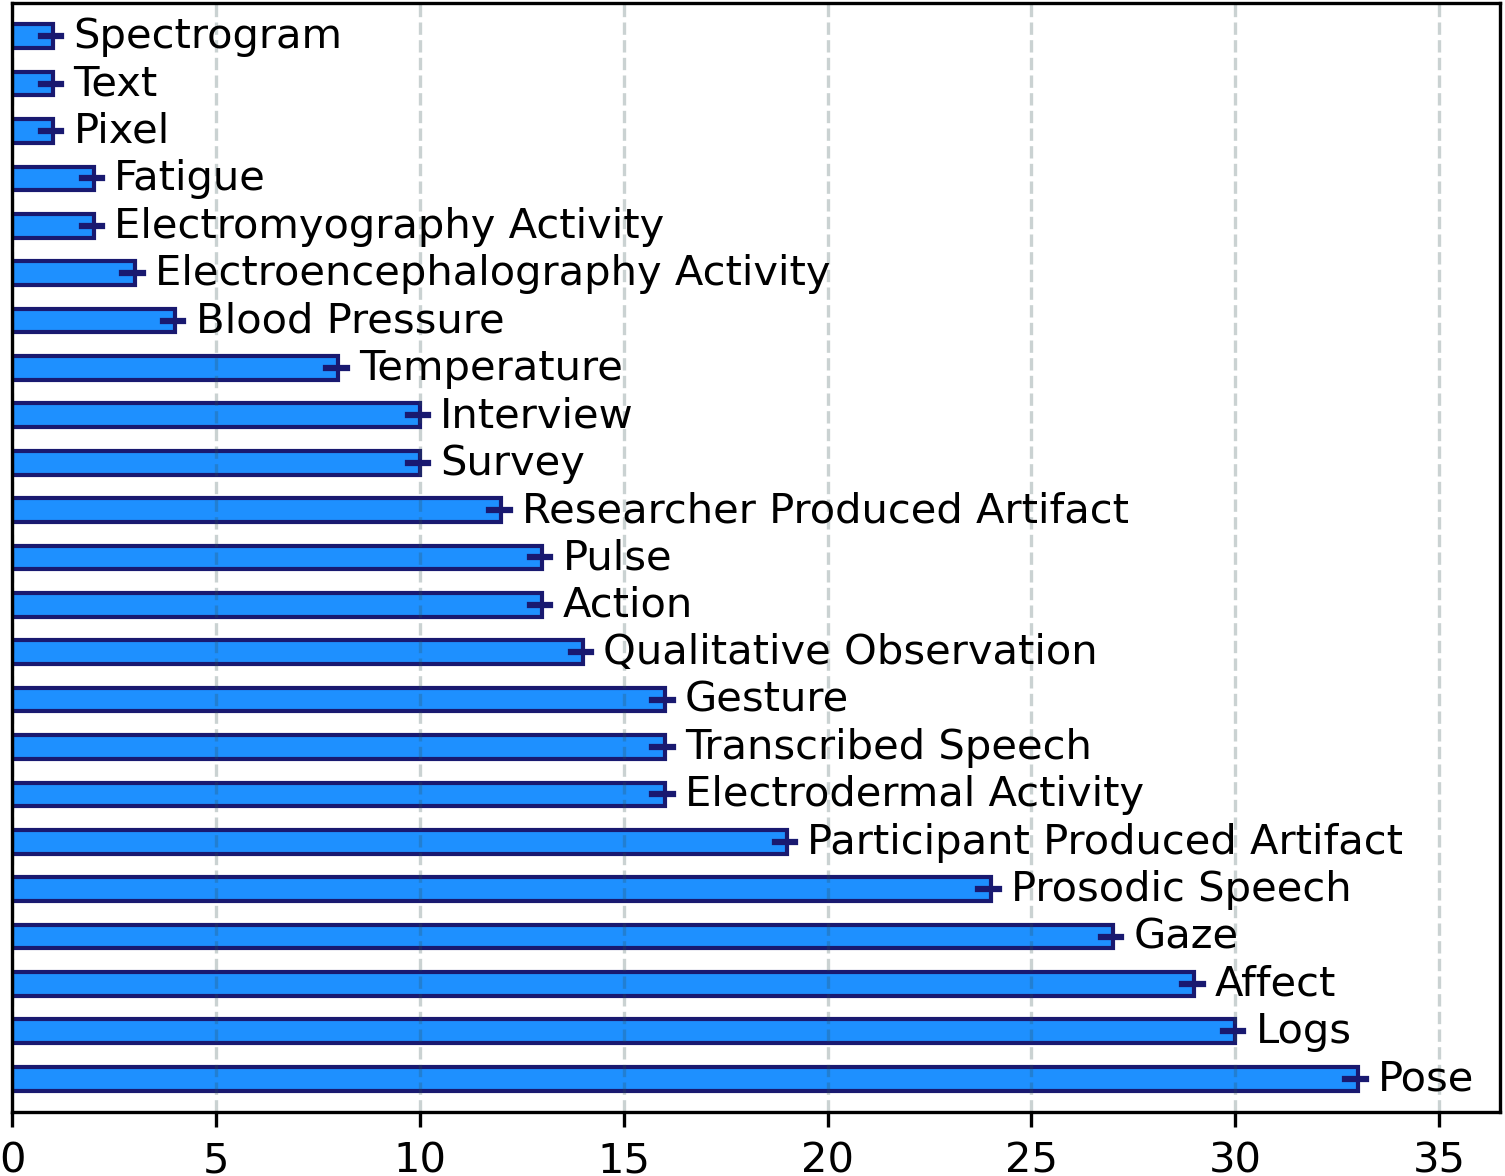 Spectrogram
Text
Pixel
Fatigue
Electromyography Activity
Electroencephalography Activity
Blood Pressure
Temperature
Interview
Survey
Researcher Produced Artifact
Pulse
Action
Qualitative Observation
Gesture
Transcribed Speech
Electrodermal Activity
Participant Produced Artifact
Prosodic Speech
Gaze
Affect
Logs
Pose
0 5 10 15 20 25 30 35